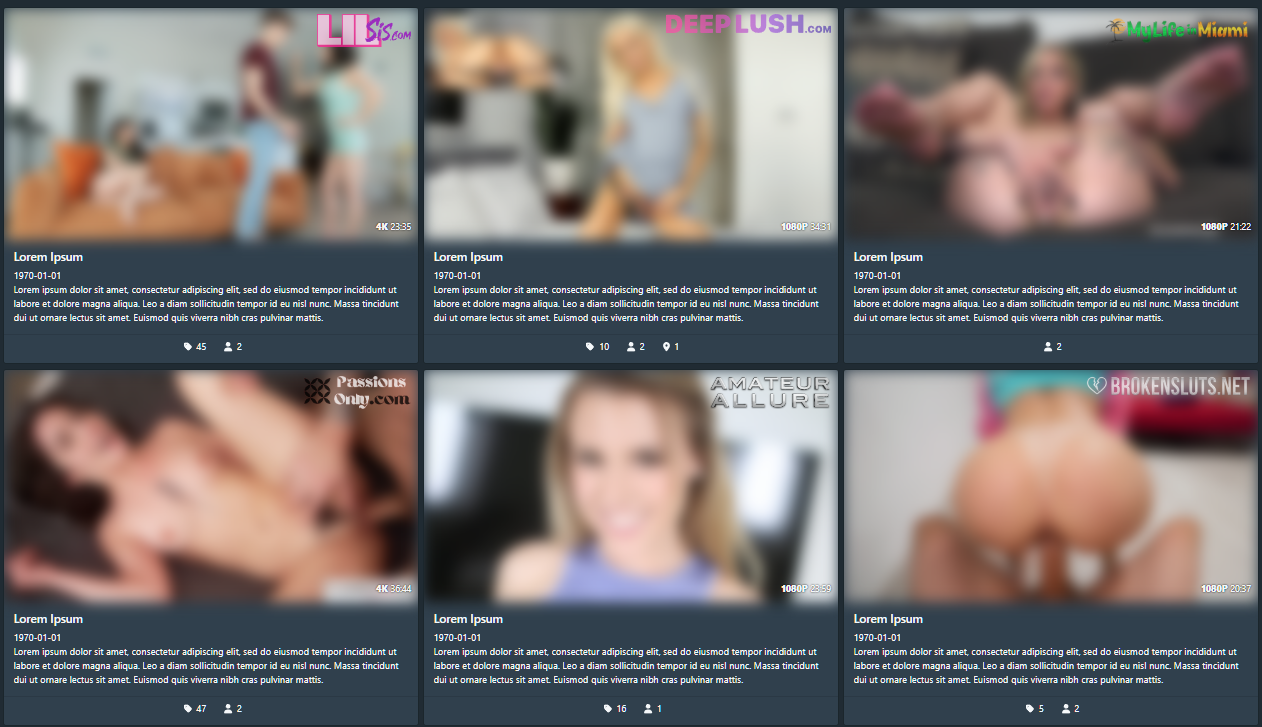 LIL SIS.COM
4K 23:35
Lorem Ipsum
1970-01-01
Lorem ipsum dolor sit amet, consectetur adipiscing elit, sed do eiusmod tempor incididunt ut
labore et dolore magna aliqua. Leo a diam sollicitudin tempor id eu nisl nunc. Massa tincidunt
dui ut ornare lectus sit amet. Euismod quis viverra nibh cras pulvinar mattis.
45 2
DEEPLUSH.COM
1080P 34:31
Lorem Ipsum
1970-01-01
Lorem ipsum dolor sit amet, consectetur adipiscing elit, sed do eiusmod tempor incididunt ut
labore et dolore magna aliqua. Leo a diam sollicitudin tempor id eu nisl nunc. Massa tincidunt
dui ut ornare lectus sit amet. Euismod quis viverra nibh cras pulvinar mattis.
10 2 1
MyLife in Miami
1080P 21:22
Lorem Ipsum
1970-01-01
Lorem ipsum dolor sit amet, consectetur adipiscing elit, sed do eiusmod tempor incididunt ut
labore et dolore magna aliqua. Leo a diam sollicitudin tempor id eu nisl nunc. Massa tincidunt
dui ut ornare lectus sit amet. Euismod quis viverra nibh cras pulvinar mattis.
2
Passions
Only.com
4K 36:44
Lorem Ipsum
1970-01-01
Lorem ipsum dolor sit amet, consectetur adipiscing elit, sed do eiusmod tempor incididunt ut
labore et dolore magna aliqua. Leo a diam sollicitudin tempor id eu nisl nunc. Massa tincidunt
dui ut ornare lectus sit amet. Euismod quis viverra nibh cras pulvinar mattis.
47 2
AMATEUR
ALLURE
1080P 23:59
Lorem Ipsum
1970-01-01
Lorem ipsum dolor sit amet, consectetur adipiscing elit, sed do eiusmod tempor incididunt ut
labore et dolore magna aliqua. Leo a diam sollicitudin tempor id eu nisl nunc. Massa tincidunt
dui ut ornare lectus sit amet. Euismod quis viverra nibh cras pulvinar mattis.
16 1
BROKENSLUTS.NET
1080P 20:37
Lorem Ipsum
1970-01-01
Lorem ipsum dolor sit amet, consectetur adipiscing elit, sed do eiusmod tempor incididunt ut
labore et dolore magna aliqua. Leo a diam sollicitudin tempor id eu nisl nunc. Massa tincidunt
dui ut ornare lectus sit amet. Euismod quis viverra nibh cras pulvinar mattis.
5 2